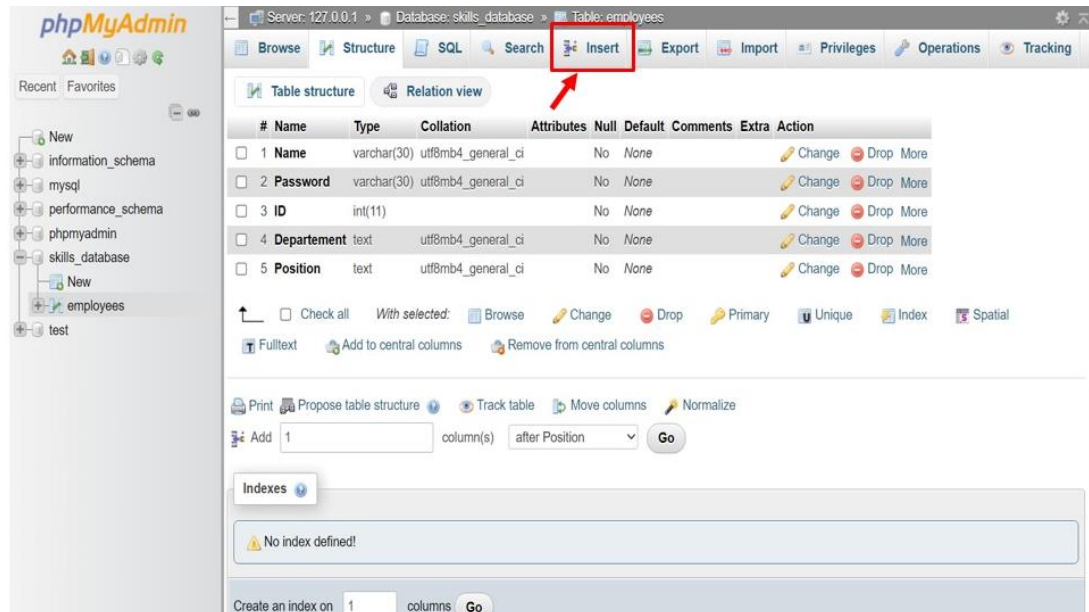 phpMyAdmin
Recent Favorites
New
information_schema
mysql
performance_schema
phpmyadmin
skills_database
New
employees
test
Server: 127.0.0.1 » Database: skills_database » Table: employees
Browse Structure SQL Search Insert Export Import Privileges Operations Tracking
Table structure Relation view
# Name Type Collation Attributes Null Default Comments Extra Action
1 Name varchar(30) utf8mb4_general_ci No None Change Drop More
2 Password varchar(30) utf8mb4_general_ci No None Change Drop More
3 ID int(11) No None Change Drop More
4 Departement text utf8mb4_general_ci No None Change Drop More
5 Position text utf8mb4_general_ci No None Change Drop More
Check all With selected: Browse Change Drop Primary Unique Index Spatial
Fulltext Add to central columns Remove from central columns
Print Propose table structure Track table Move columns Normalize
Add 1 column(s) after Position Go
Indexes
No index defined!
Create an index on 1 columns Go